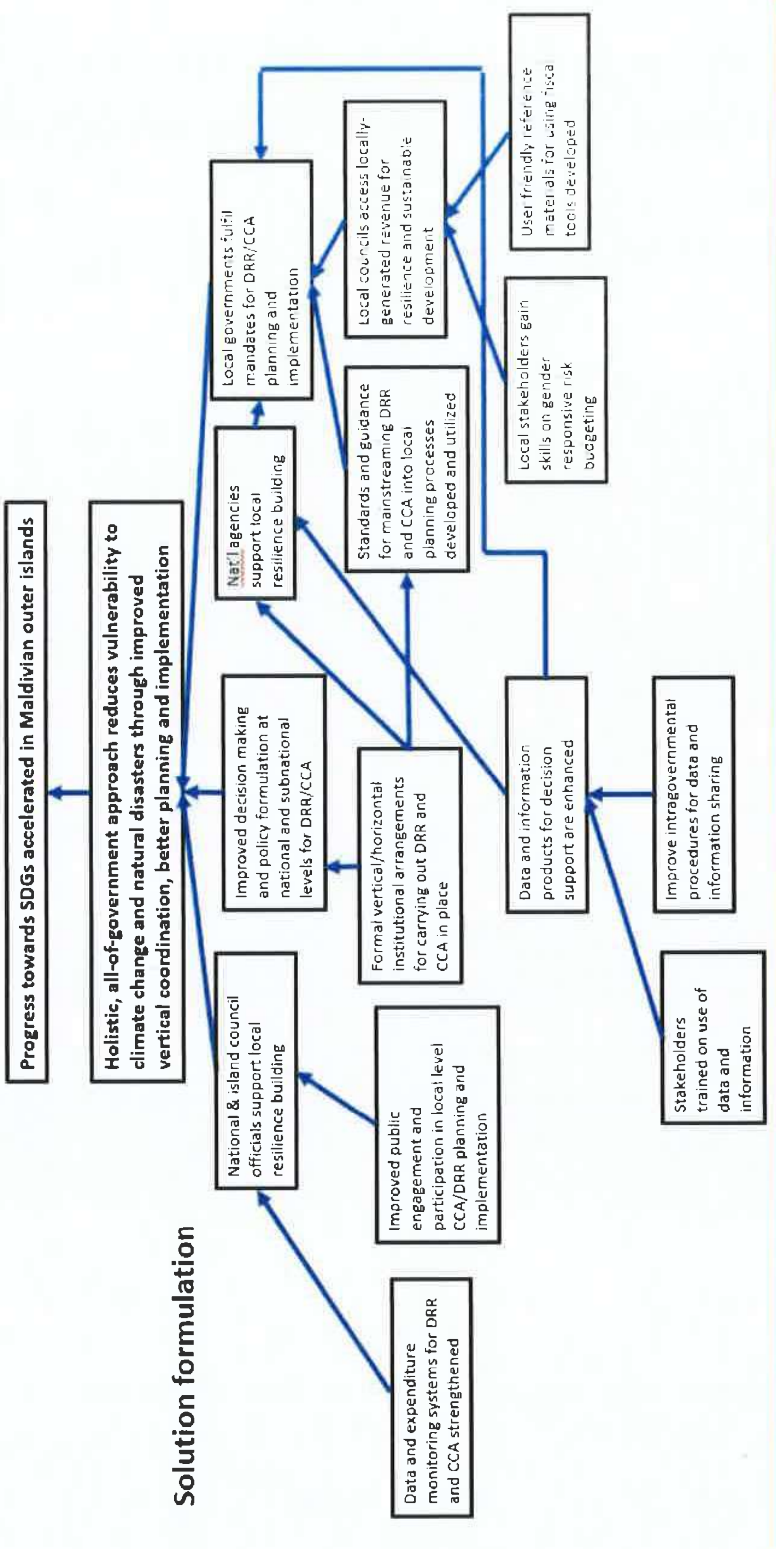 Solution formulation
Progress towards SDGs accelerated in Maldivian outer islands
Holistic, all-of-government approach reduces vulnerability to
climate change and natural disasters through improved
vertical coordination, better planning and implementation
National & island council
officials support local
resilience building
Improved decision making
and policy formulation at
national and subnational
levels for DRR/CCA
Nat'l agencies
support local
resilience building
Local governments fulfil
mandates for DRR/CCA
planning and
implementation
Data and expenditure
monitoring systems for DRR
and CCA strengthened
Improved public
engagement and
participation in local level
CCA/DRR planning and
implementation
Formal vertical/horizontal
institutional arrangements
for carrying out DRR and
CCA in place
Standards and guidance
for mainstreaming DRR
and CCA into local
planning processes
developed and utilized
Local councils access locally-
generated revenue for
resilience and sustainable
development
Data and information
products for decision
support are enhanced
Local stakeholders gain
skills on gender
responsive risk
budgeting
User friendly reference
materials for using fiscal
tools developed
Stakeholders
trained on use of
data and
information
Improve intragovernmental
procedures for data and
information sharing